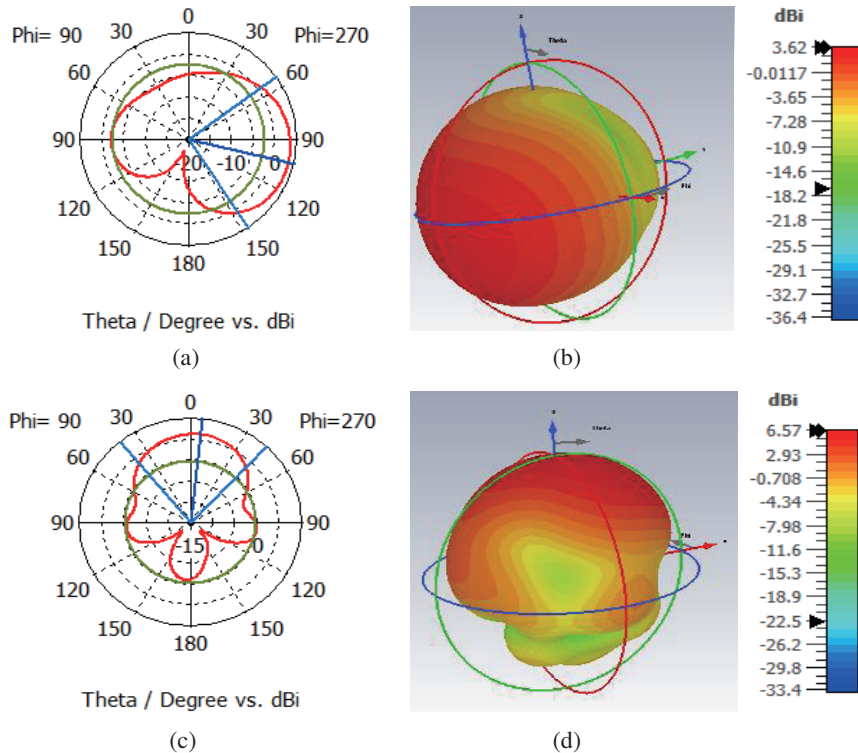 0
Phi= 90 30 30 Phi=270
60 60
90 -20 -10 0 90
120 120
150 150
180
Theta / Degree vs. dBi
(a)
z
Theta
Phi
dBi
3.62
-0.0117
-3.65
-7.28
-10.9
-14.6
-18.2
-21.8
-25.5
-29.1
-32.7
-36.4
(b)
0
Phi= 90 30 30 Phi=270
60 60
90 -15 0 90
120 120
150 150
180
Theta / Degree vs. dBi
(c)
Theta
Phi
dBi
6.57
2.93
-0.708
-4.34
-7.98
-11.6
-15.3
-18.9
-22.5
-26.2
-29.8
-33.4
(d)